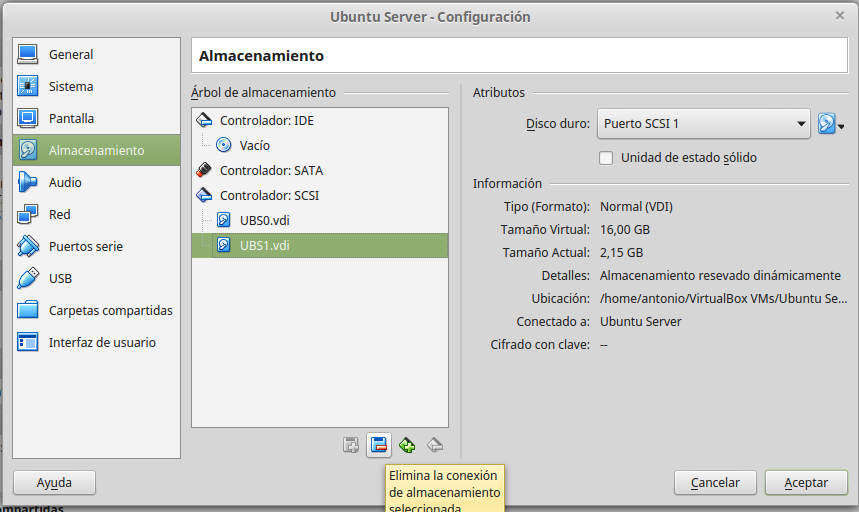 Ubuntu Server - Configuración
General
Sistema
Pantalla
Almacenamiento
Audio
Red
Puertos serie
USB
Carpetas compartidas
Interfaz de usuario
Almacenamiento
Árbol de almacenamiento
Controlador: IDE
Vacío
Controlador: SATA
Controlador: SCSI
UBS0.vdi
UBS1.vdi
Atributos
Disco duro: Puerto SCSI 1
Unidad de estado sólido
Información
Tipo (Formato): Normal (VDI)
Tamaño Virtual: 16,00 GB
Tamaño Actual: 2,15 GB
Detalles: Almacenamiento resevado dinámicamente
Ubicación: /home/antonio/VirtualBox VMs/Ubuntu Se...
Conectado a: Ubuntu Server
Cifrado con clave: --
Elimina la conexión
de almacenamiento
seleccionada
Ayuda
Cancelar
Aceptar